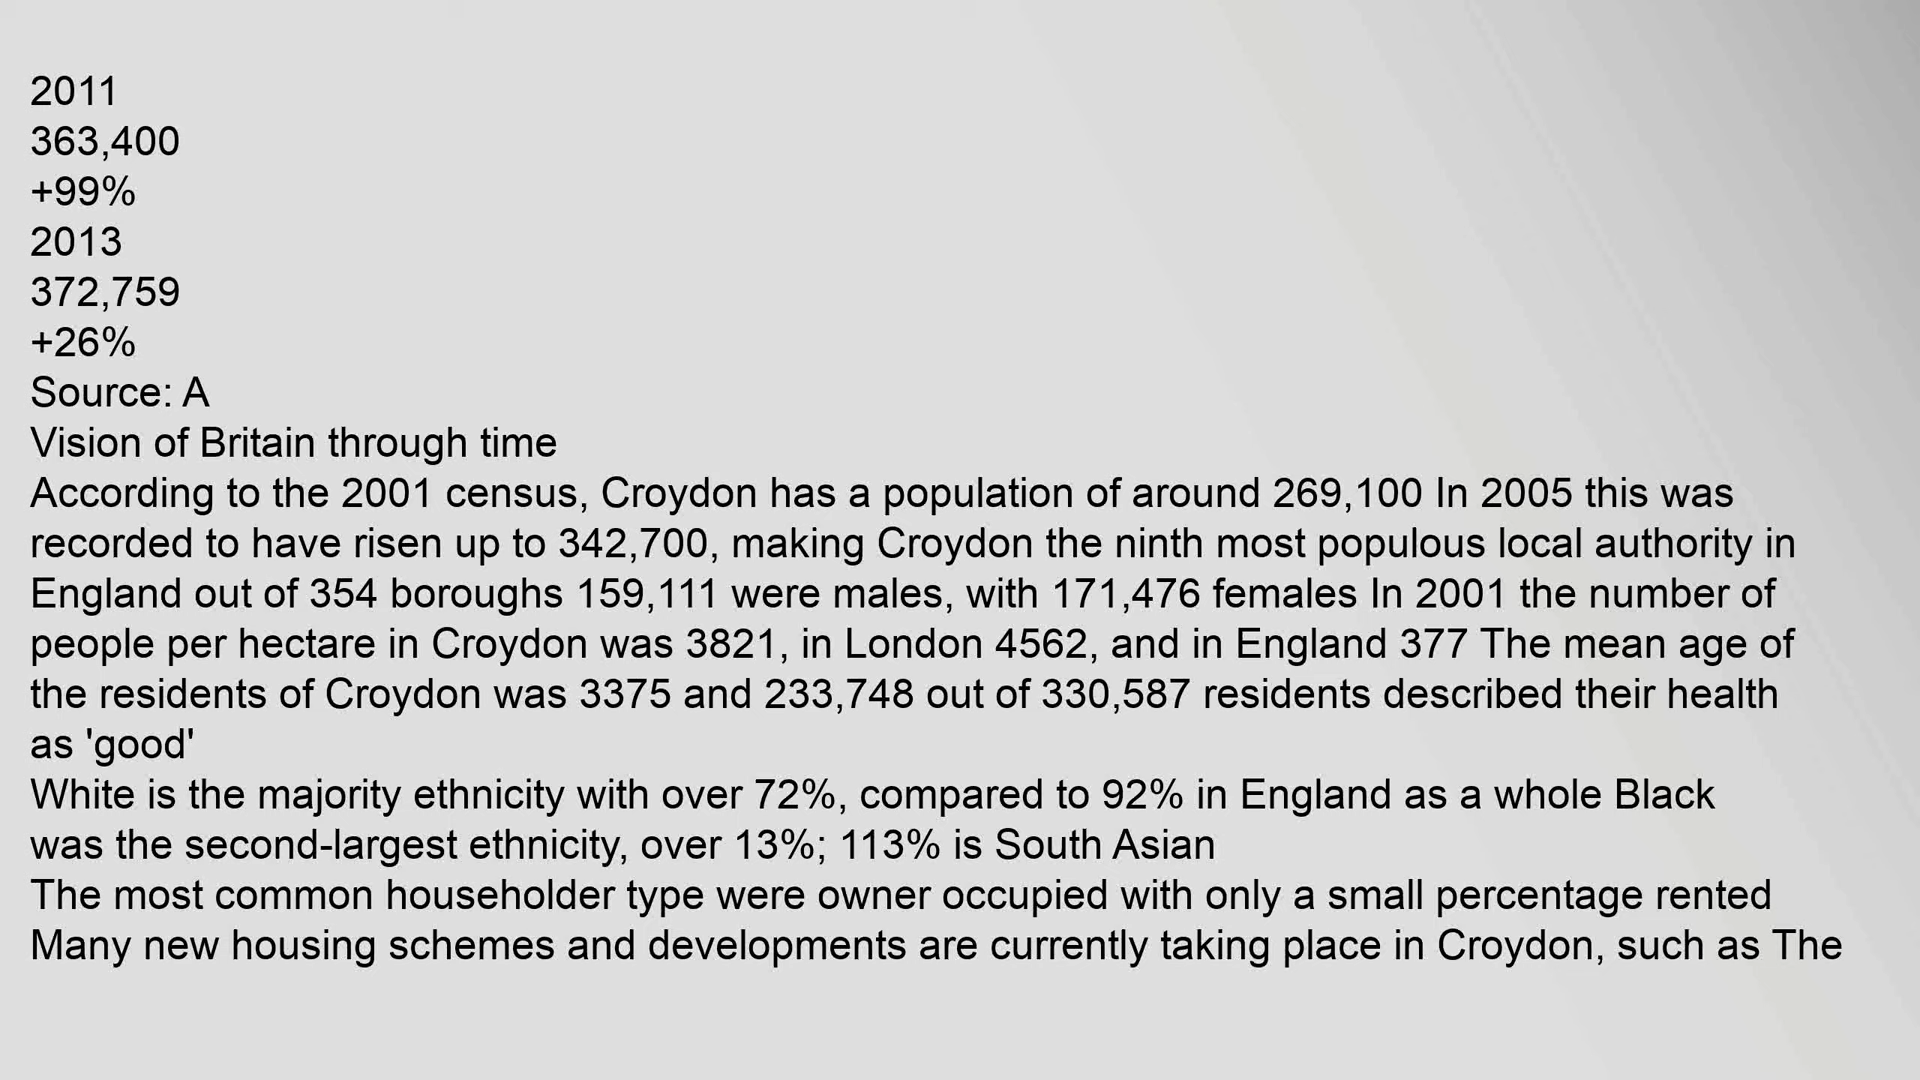 2011
363,400
+99%
2013
372,759
+26%
Source: A
Vision of Britain through time
According to the 2001 census, Croydon has a population of around 269,100 In 2005 this was
recorded to have risen up to 342,700, making Croydon the ninth most populous local authority in
England out of 354 boroughs 159,111 were males, with 171,476 females In 2001 the number of
people per hectare in Croydon was 3821, in London 4562, and in England 377 The mean age of
the residents of Croydon was 3375 and 233,748 out of 330,587 residents described their health
as 'good'
White is the majority ethnicity with over 72%, compared to 92% in England as a whole Black
was the second-largest ethnicity, over 13%; 113% is South Asian
The most common householder type were owner occupied with only a small percentage rented
Many new housing schemes and developments are currently taking place in Croydon, such as The